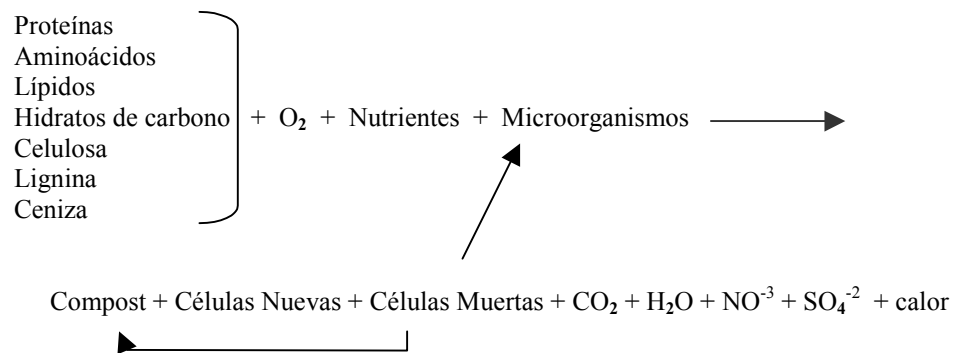 Proteínas
Aminoácidos
Lípidos
Hidratos de carbono + O₂ + Nutrientes + Microorganismos
Celulosa
Lignina
Ceniza
Compost + Células Nuevas + Células Muertas + CO₂ + H₂O + NO⁻³ + SO₄⁻² + calor